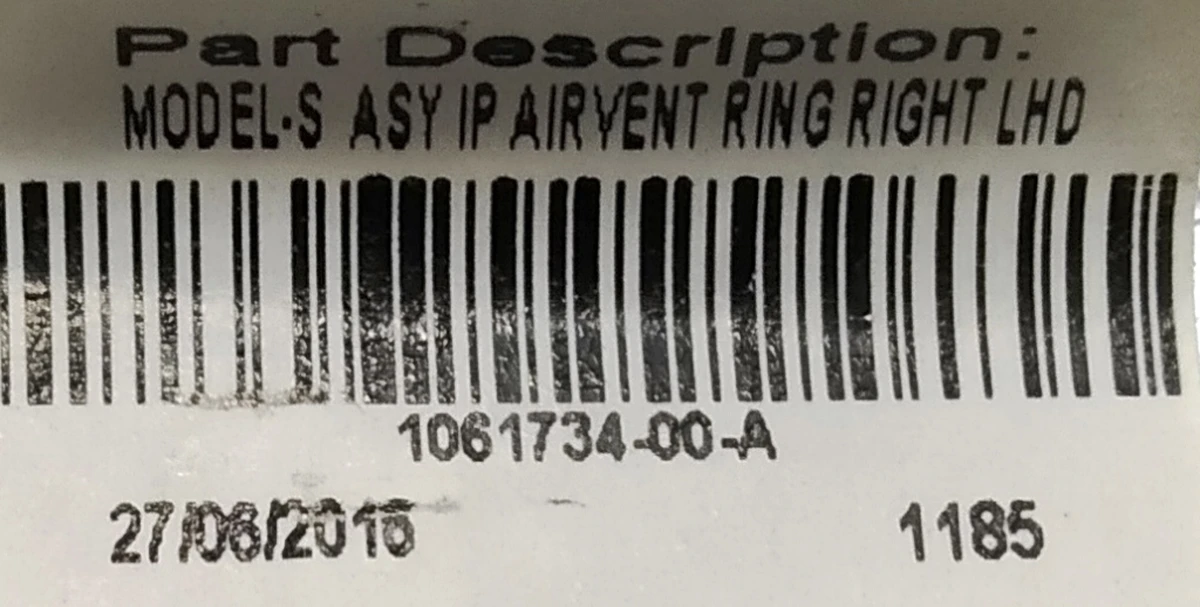 Part Description:
MODEL-S ASY IP AIRVENT RING RIGHT LHD
1061734-00-A
27/06/2016
1185